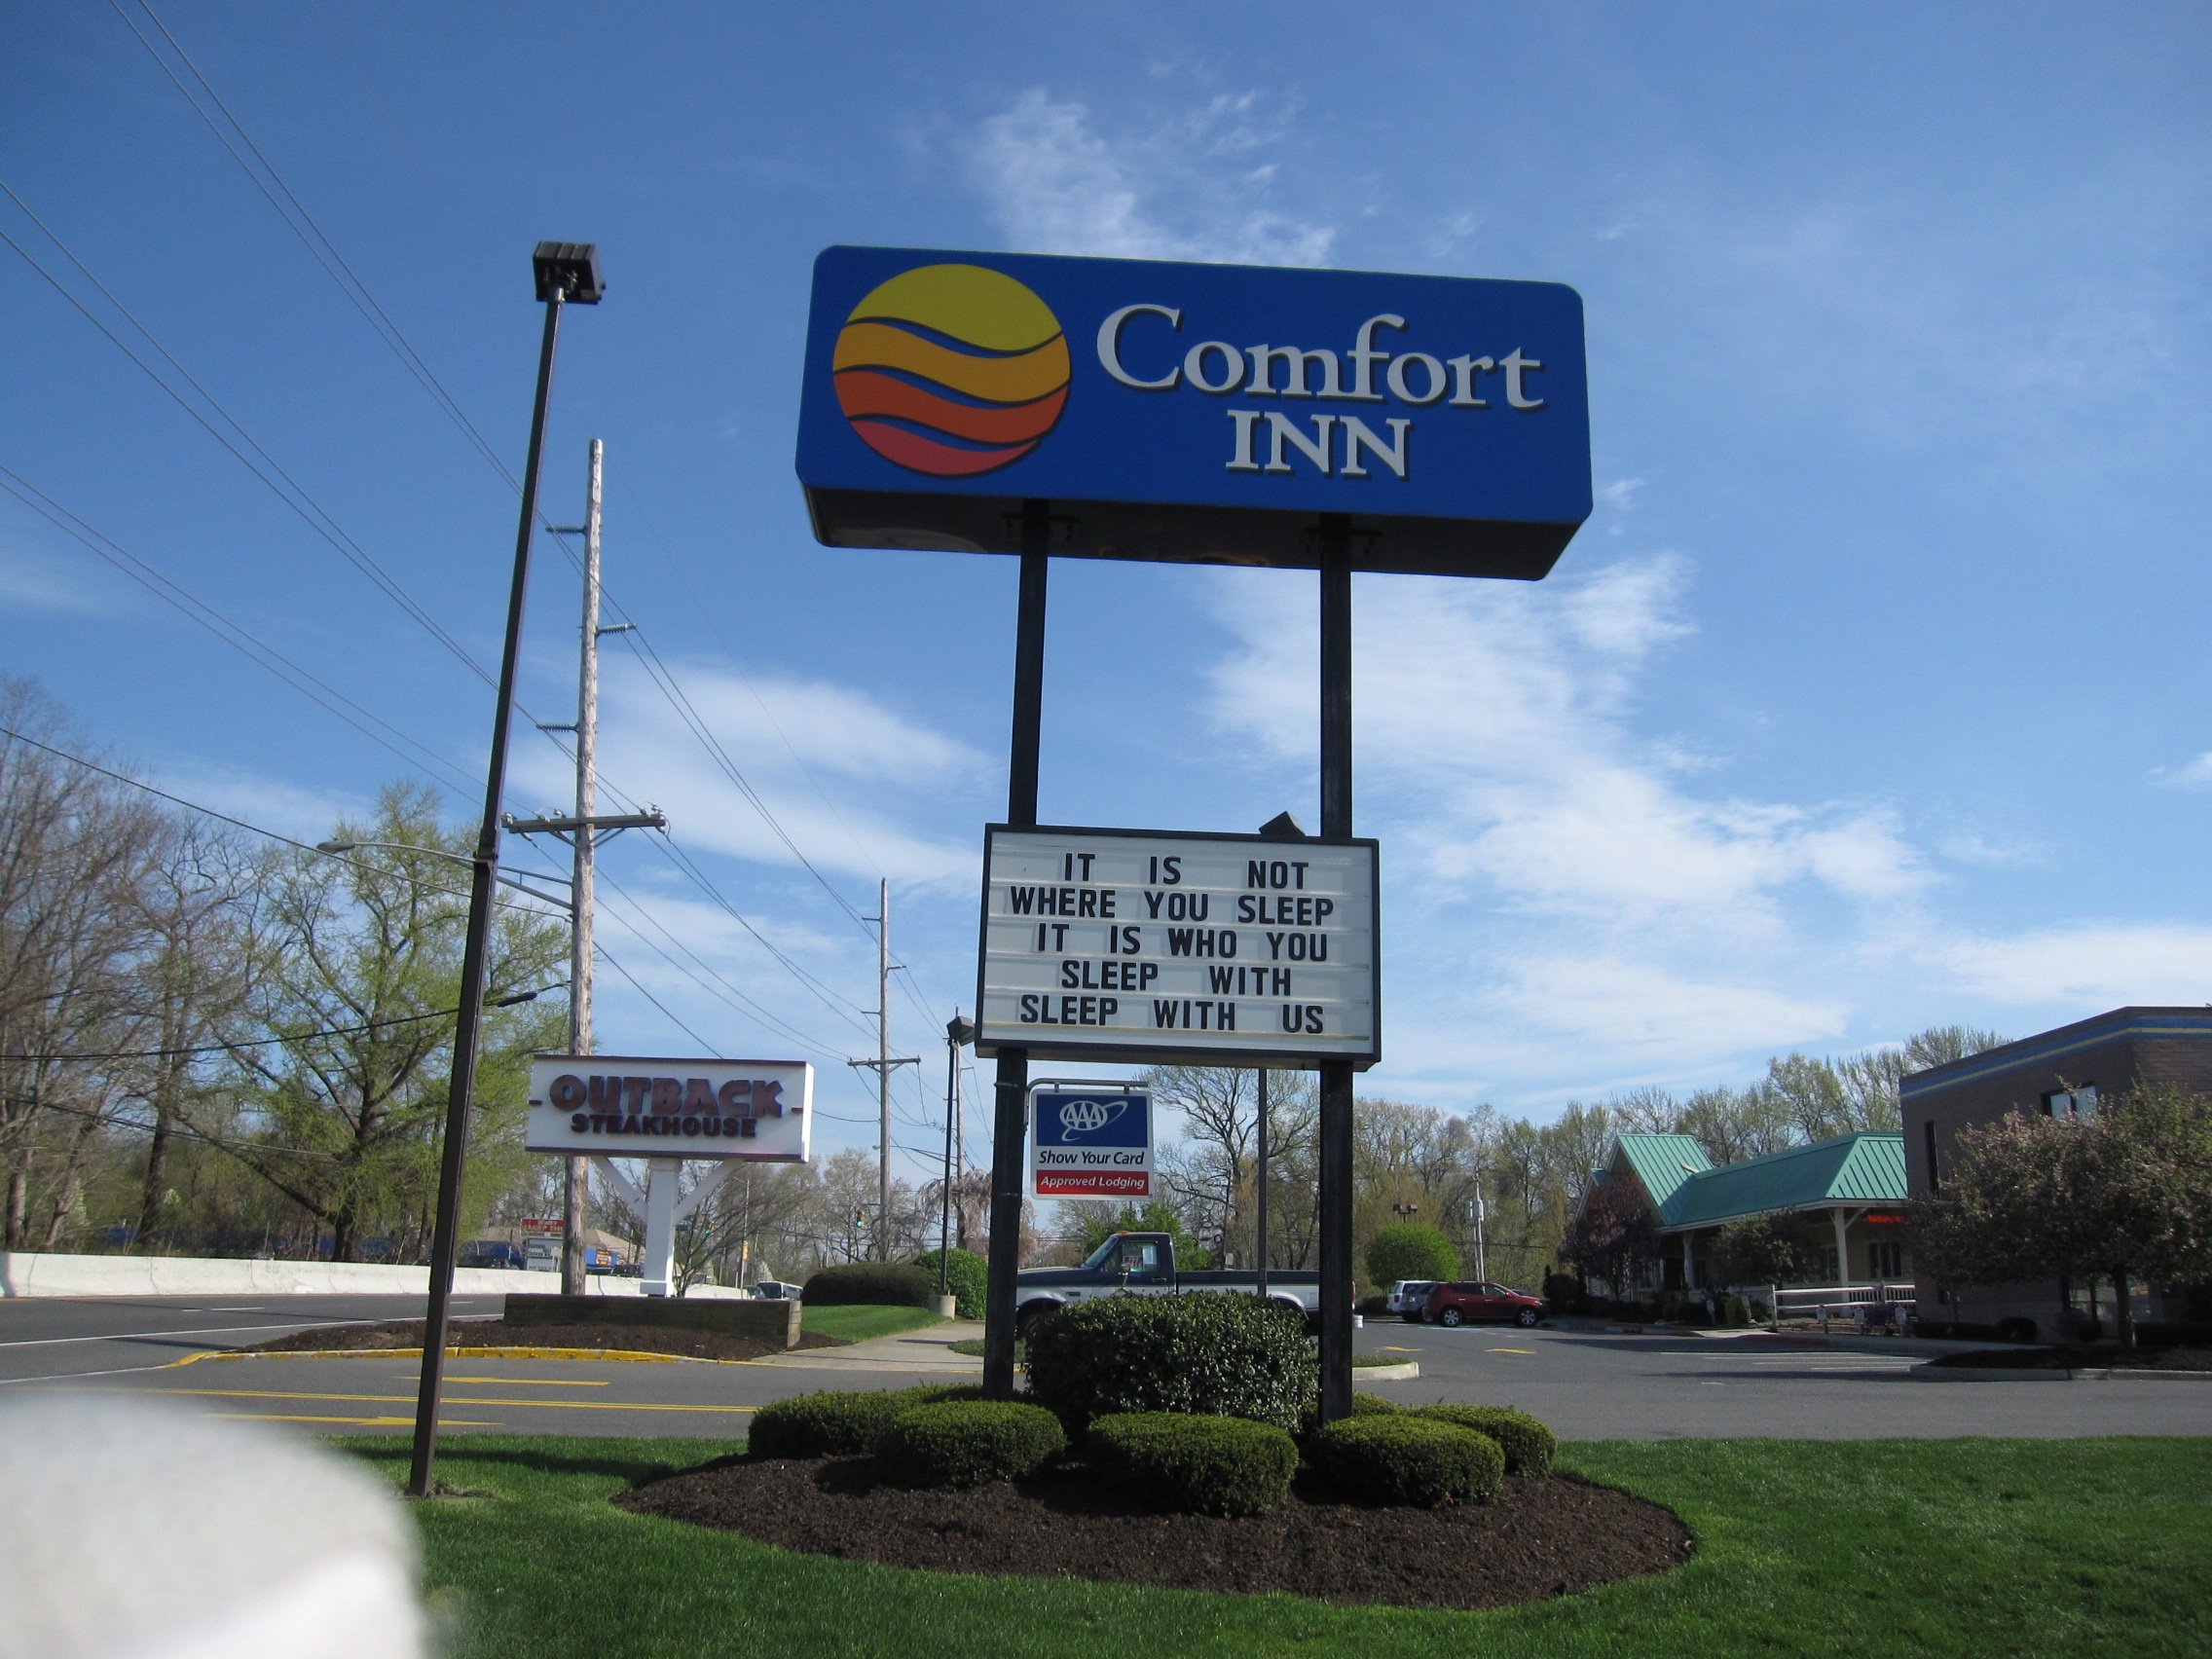 Comfort
INN
IT IS NOT
WHERE YOU SLEEP
IT IS WHO YOU
SLEEP WITH
SLEEP WITH US
OUTBACK
STEAKHOUSE
AAA
Show Your Card
Approved Lodging